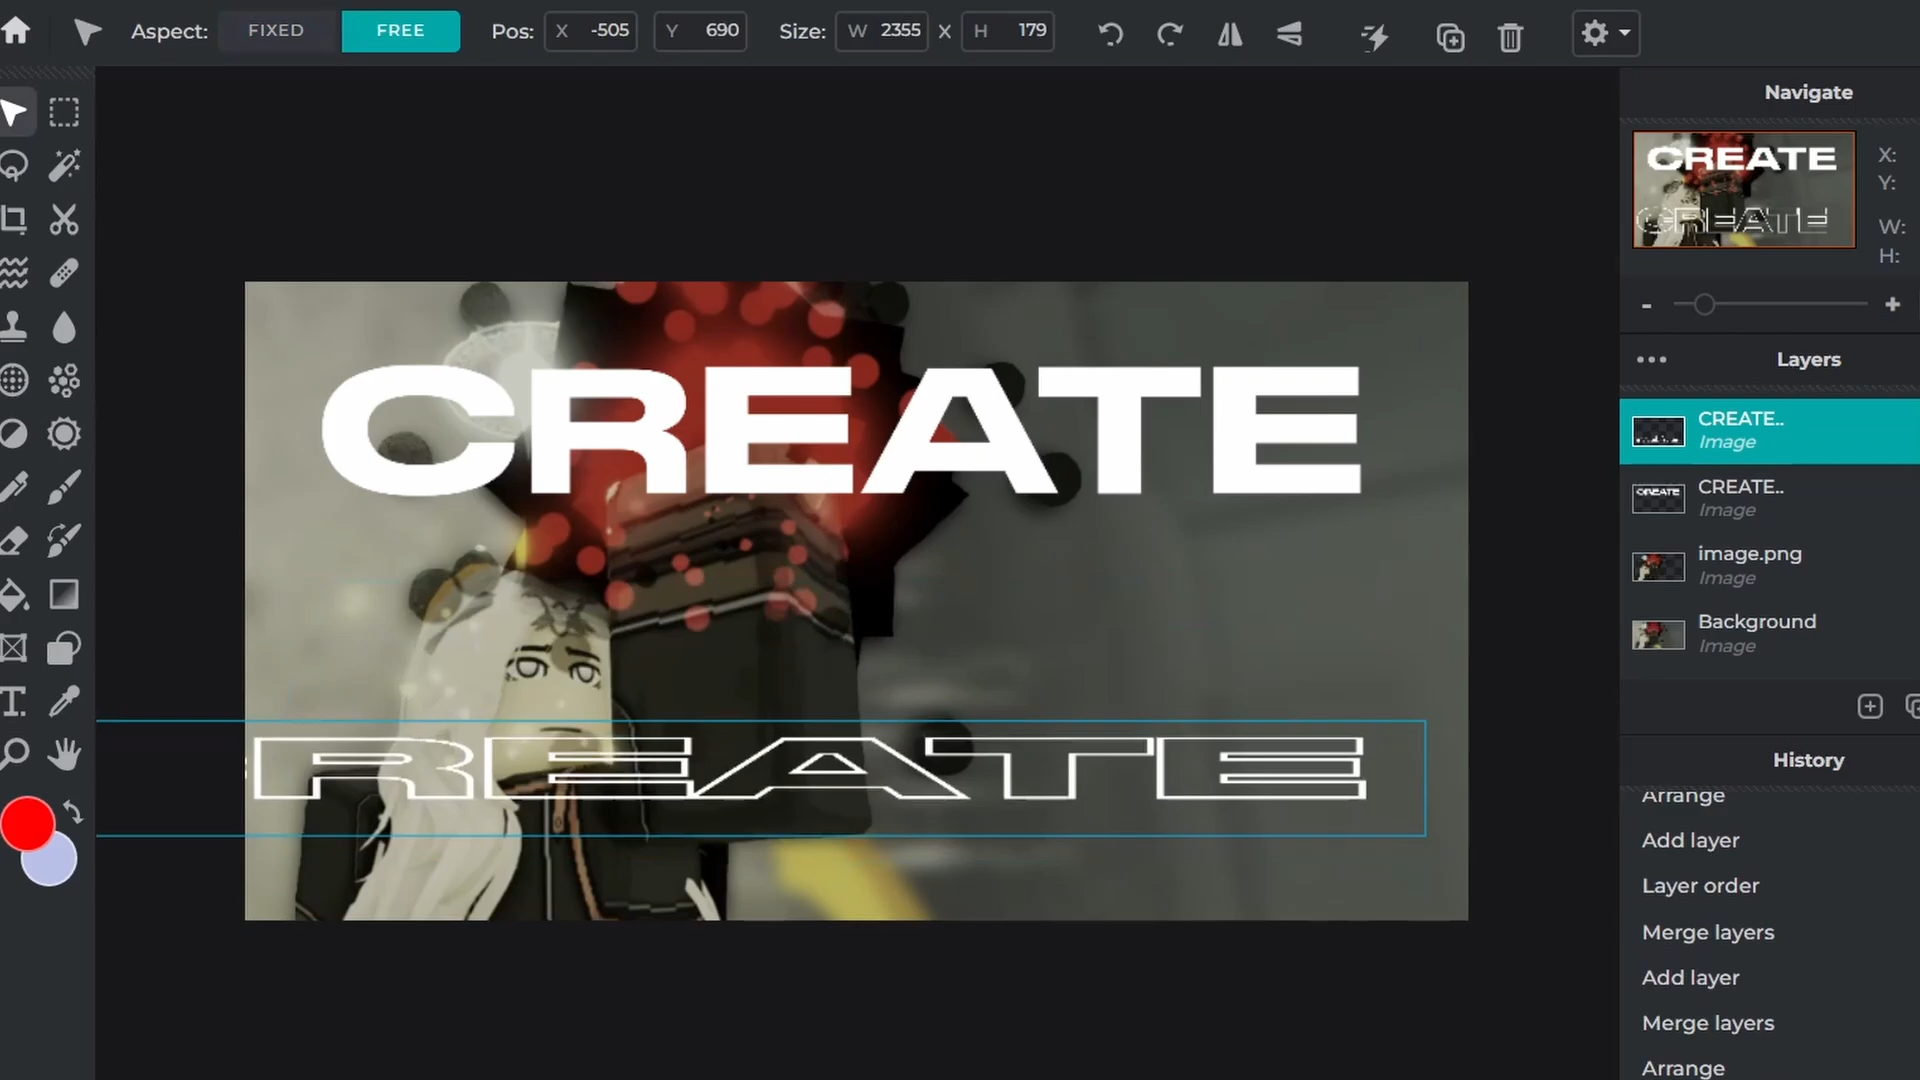 Aspect: FIXED FREE Pos: X -505 Y 690 Size: W 2355 X H 179
Navigate
CREATE
CREATE
X:
Y:
W:
H:
- +
Layers
CREATE..
Image
CREATE..
Image
image.png
Image
Background
Image
History
Arrange
Add layer
Layer order
Merge layers
Add layer
Merge layers
Arrange
CREATE
REATE
T.